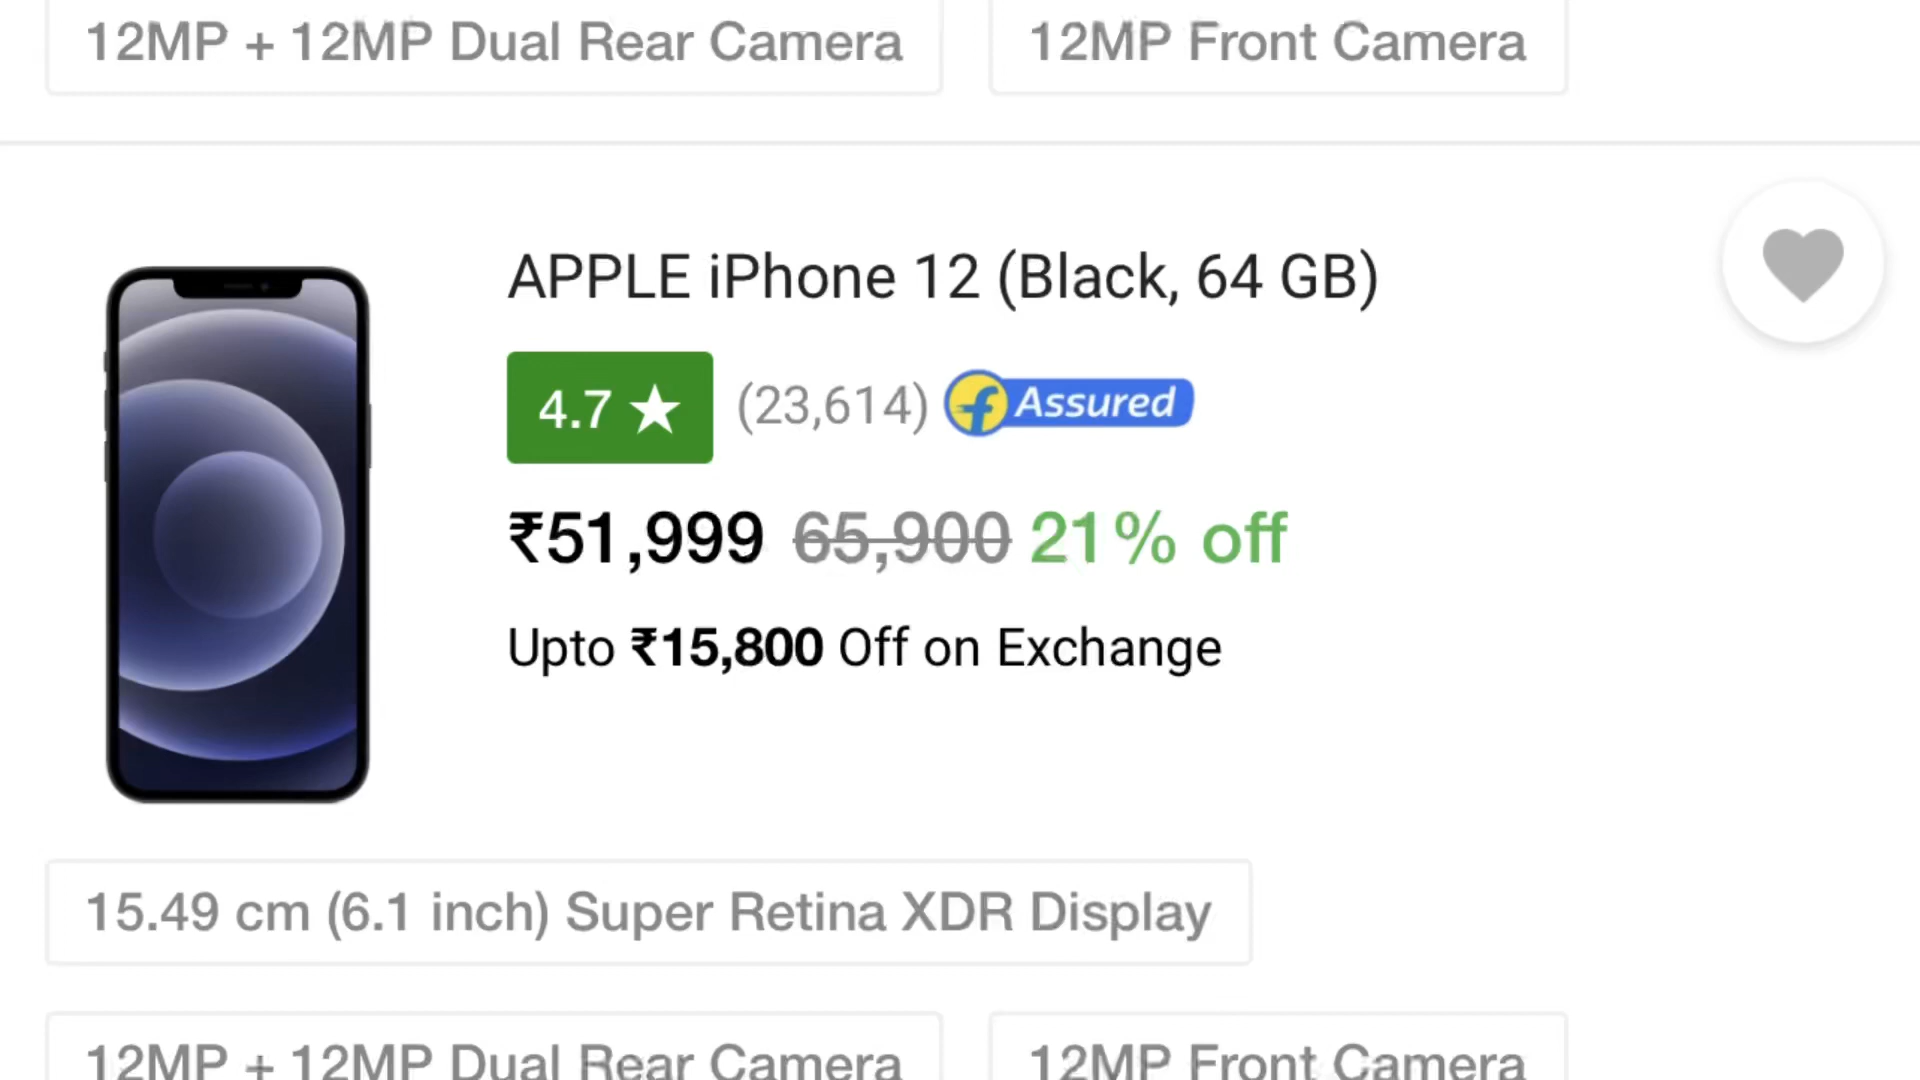 12MP + 12MP Dual Rear Camera
12MP Front Camera
APPLE iPhone 12 (Black, 64 GB)
4.7 ★ (23,614) f Assured
₹51,999 65,900 21% off
Upto ₹15,800 Off on Exchange
15.49 cm (6.1 inch) Super Retina XDR Display
12MP + 12MP Dual Rear Camera
12MP Front Camera